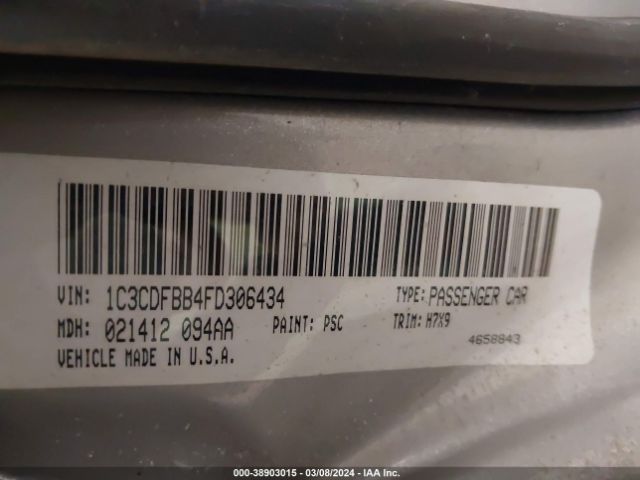 VIN: 1C3CDFBB4FD306434 TYPE: PASSENGER CAR
MDH: 021412 094AA PAINT: PSC TRIM: H7X9
VEHICLE MADE IN U.S.A. 4658843
000-38903015 - 03/08/2024 - IAA Inc.